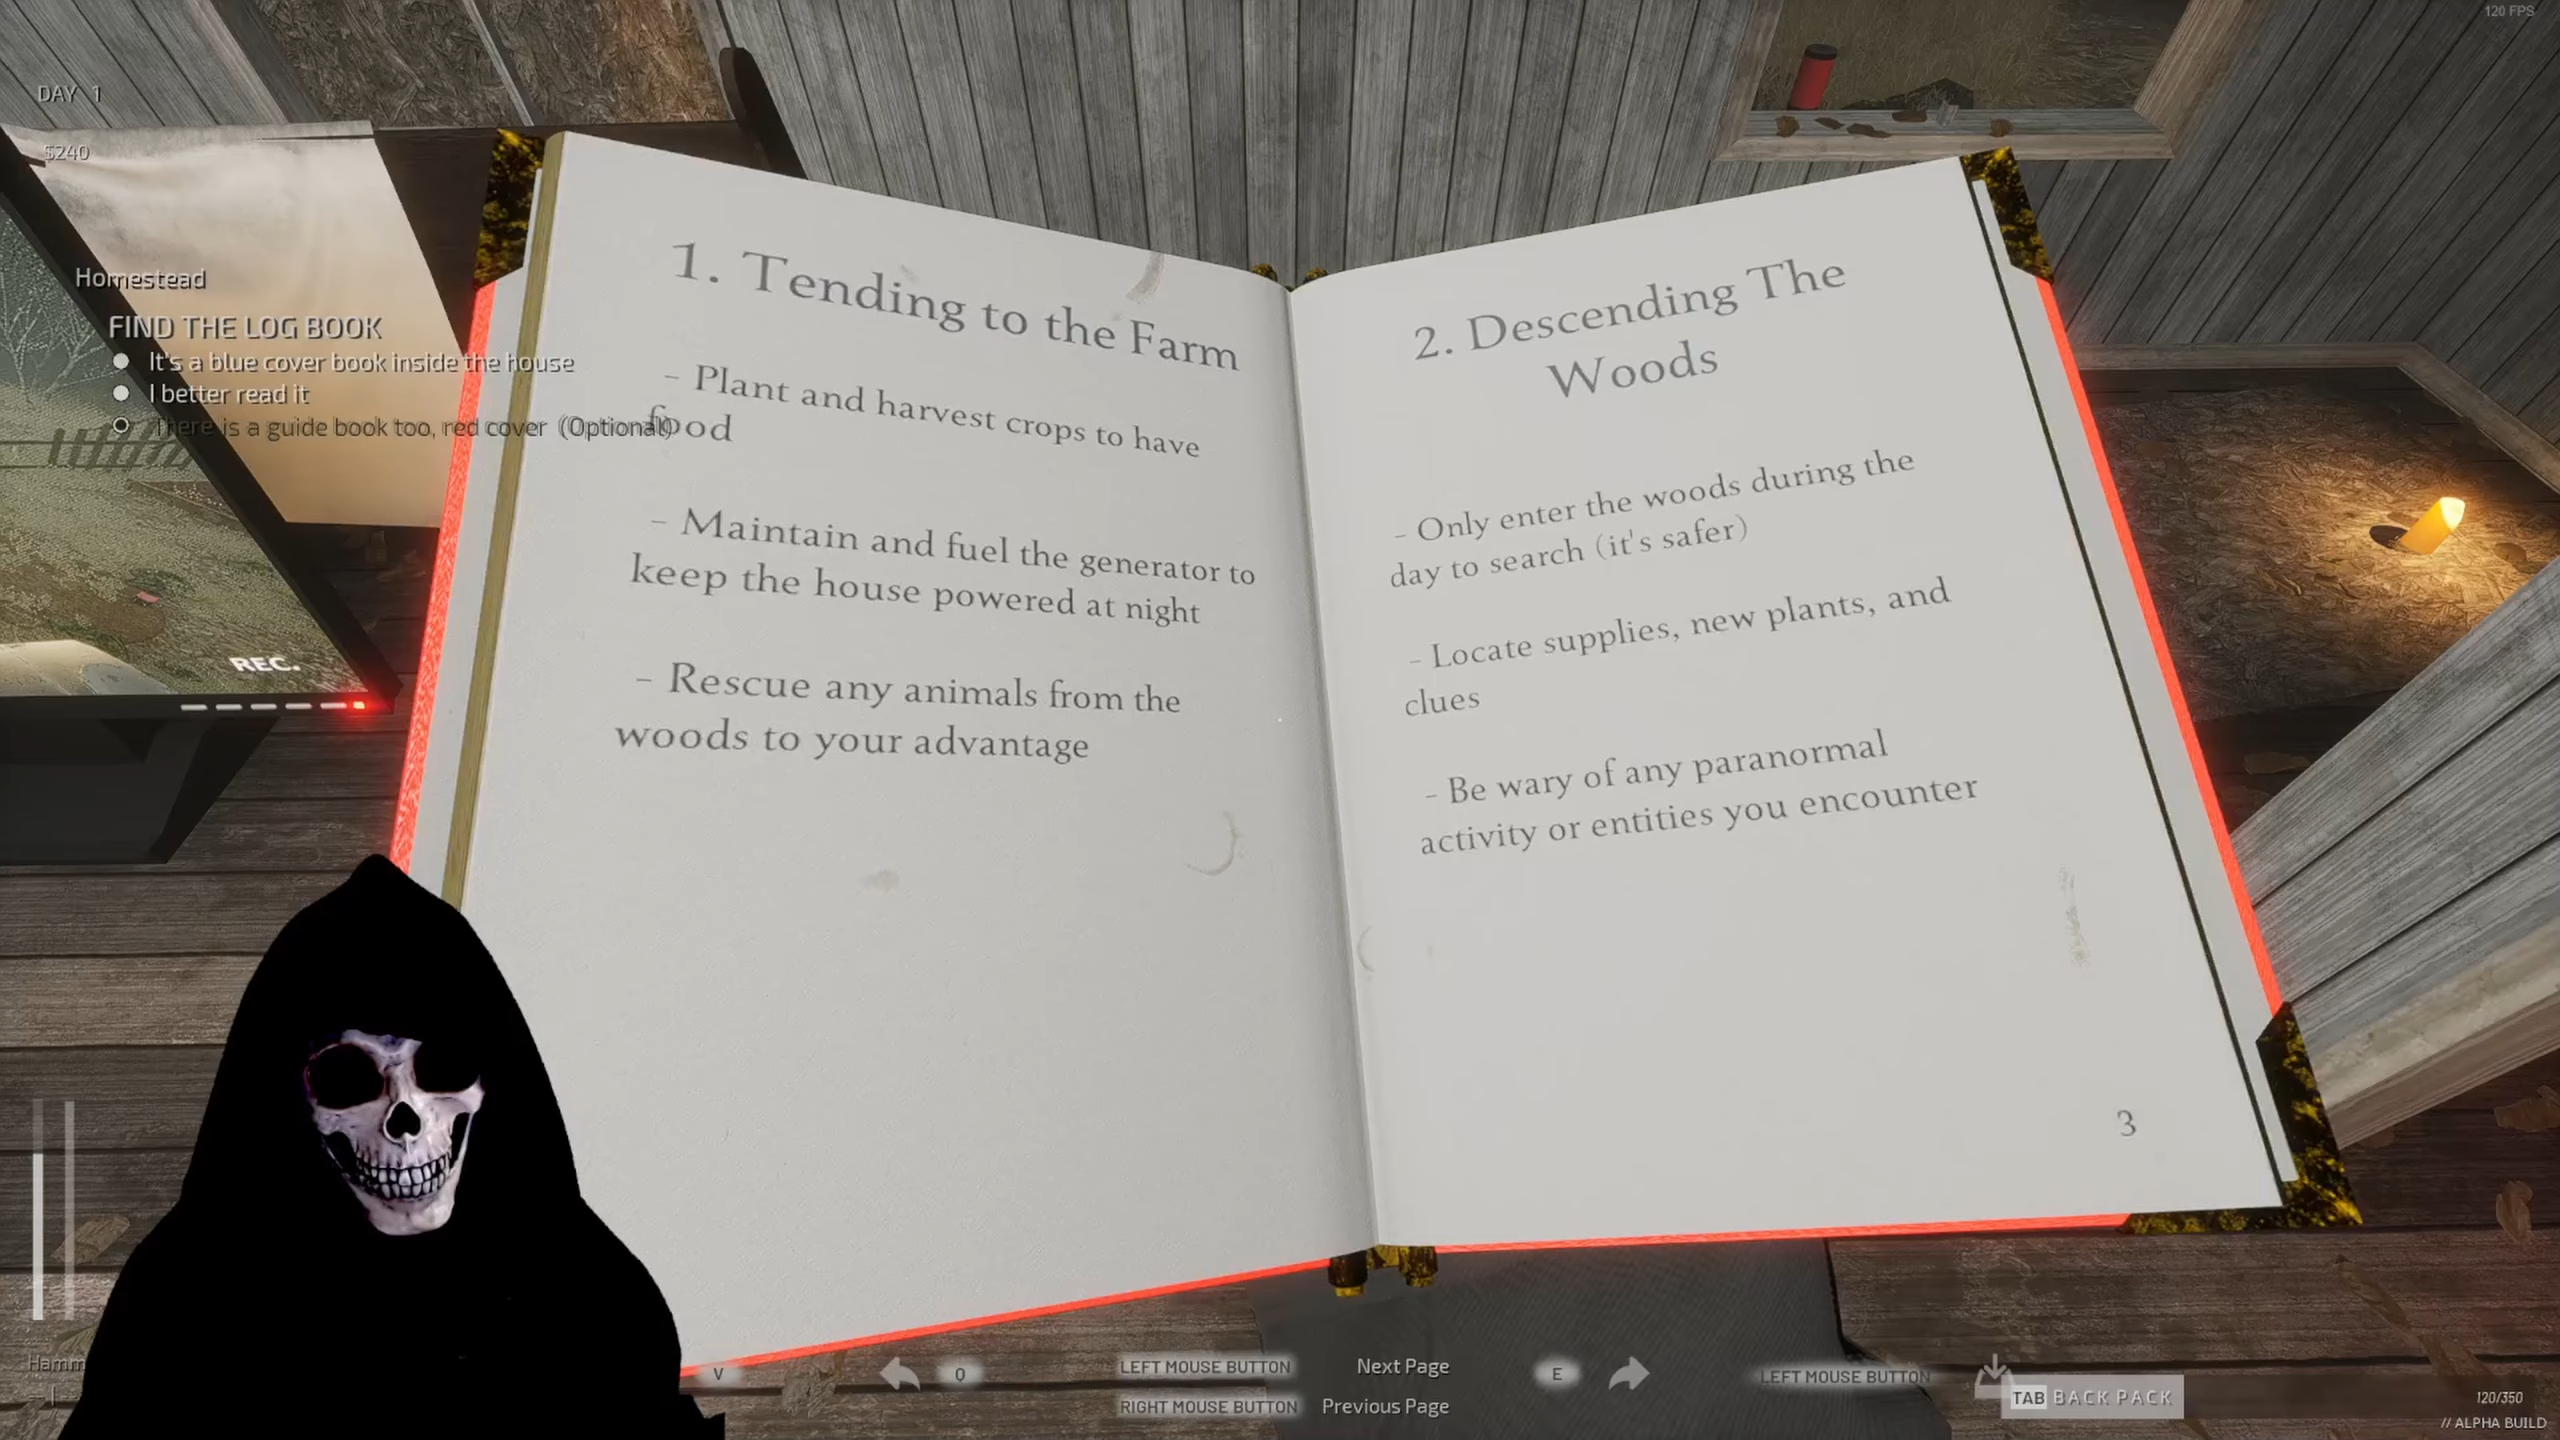 120 FPS
DAY 1
$240
Homestead
FIND THE LOG BOOK
It's a blue cover book inside the house
I better read it
There is a guide book too, red cover (Optional)
REC.
1. Tending to the Farm
- Plant and harvest crops to have
food
- Maintain and fuel the generator to
keep the house powered at night
- Rescue any animals from the
woods to your advantage
2. Descending The
Woods
- Only enter the woods during the
day to search (it's safer)
- Locate supplies, new plants, and
clues
- Be wary of any paranormal
activity or entities you encounter
3
Hamm
V
Q
LEFT MOUSE BUTTON Next Page
RIGHT MOUSE BUTTON Previous Page
E
LEFT MOUSE BUTTON
TAB BACK PACK
120/350
// ALPHA BUILD